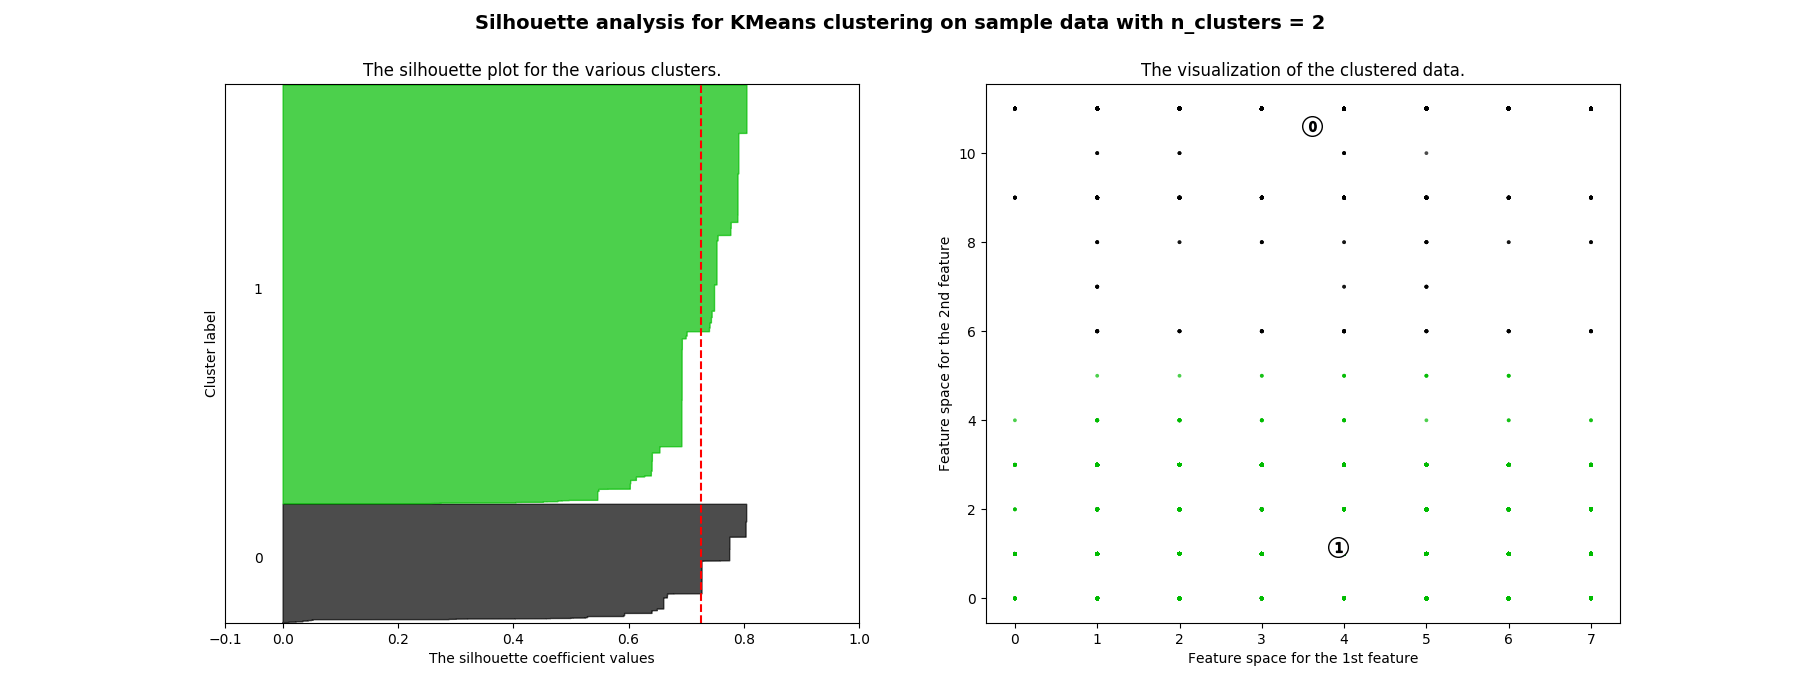 Silhouette analysis for KMeans clustering on sample data with n_clusters = 2
The silhouette plot for the various clusters.
Cluster label
1
0
−0.1 0.0 0.2 0.4 0.6 0.8 1.0
The silhouette coefficient values
The visualization of the clustered data.
Feature space for the 2nd feature
10
8
6
4
2
0
0
1
0 1 2 3 4 5 6 7
Feature space for the 1st feature